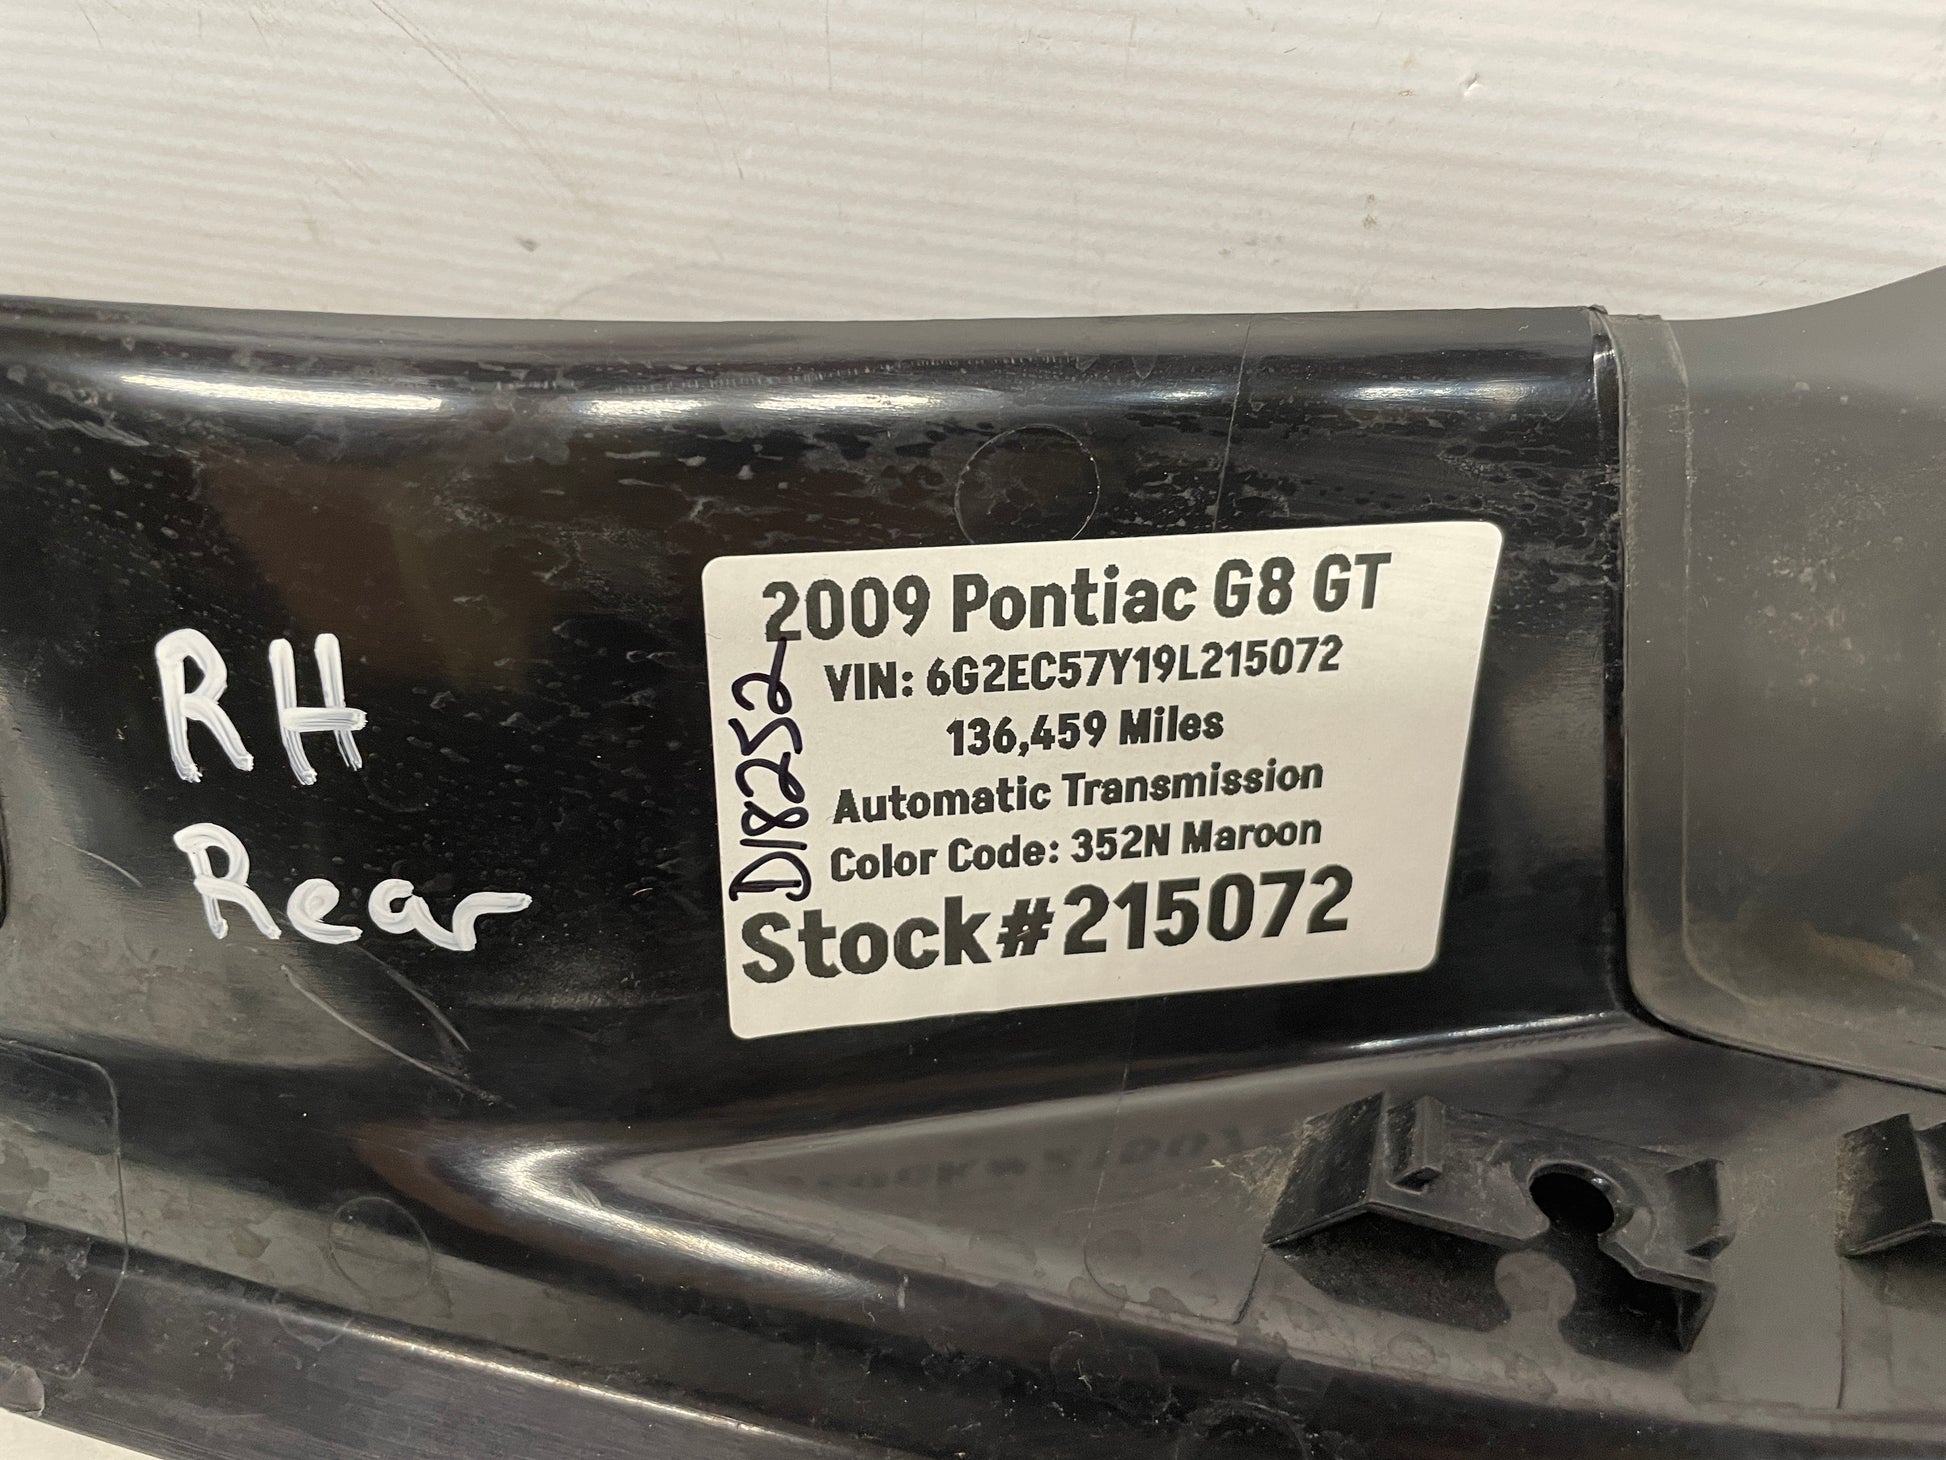 RH
Rear
2009 Pontiac G8 GT
VIN: 6G2EC57Y19L215072
136,459 Miles
Automatic Transmission
Color Code: 352N Maroon
Stock#215072
D18252